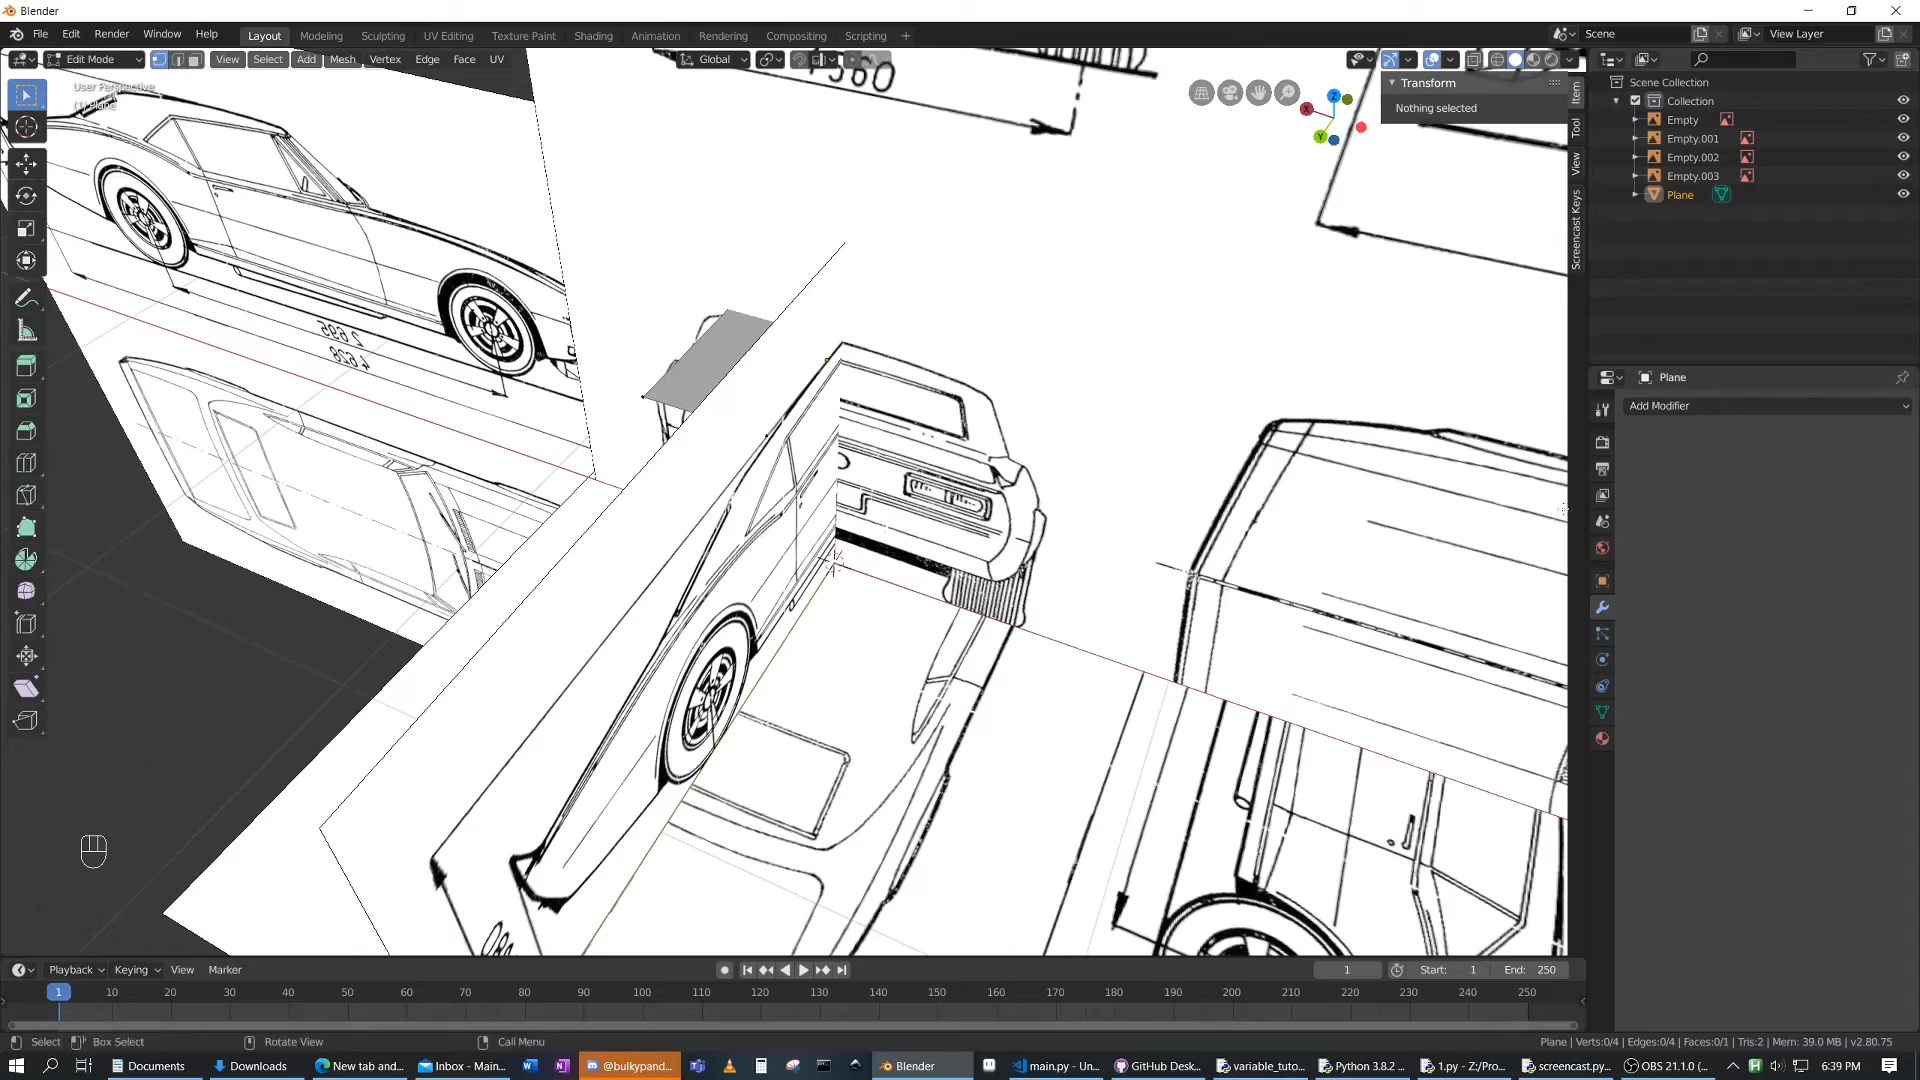 Blender
File Edit Render Window Help Layout Modeling Sculpting UV Editing Texture Paint Shading Animation Rendering Compositing Scripting + Scene View Layer
Edit Mode View Select Add Mesh Vertex Edge Face UV Global
User Perspective
(1) Plane
Transform
Nothing selected
Item
Tool
View
Screencast Keys
X
Y
Z
Scene Collection
Collection
Empty
Empty.001
Empty.002
Empty.003
Plane
Plane
Add Modifier
Playback Keying View Marker 1 Start: 1 End: 250
1 10 20 30 40 50 60 70 80 90 100 110 120 130 140 150 160 170 180 190 200 210 220 230 240 250
Select Box Select Rotate View Call Menu Plane | Verts:0/4 | Edges:0/4 | Faces:0/1 | Tris:2 | Mem: 39.0 MB | v2.80.75
Documents Downloads New tab and... Inbox - Main... @bulkypand... Blender main.py - Un... GitHub Desk... variable_tuto... Python 3.8.2 ... 1.py - Z:/Pro... screencast.py... OBS 21.1.0 (... 6:39 PM